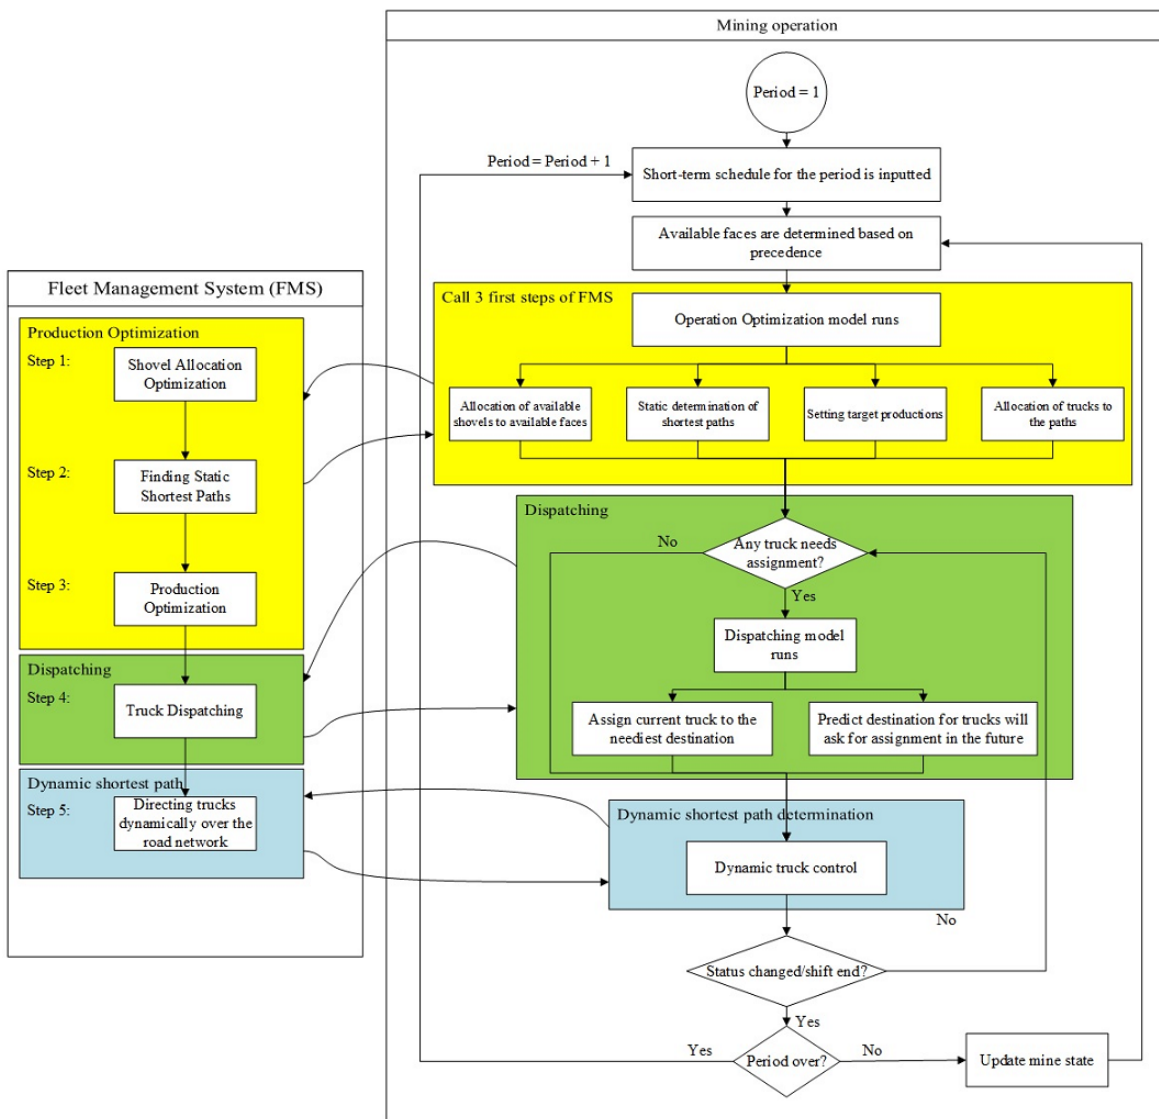 Mining operation
Period = 1
Period = Period + 1
Short-term schedule for the period is inputted
Available faces are determined based on
precedence
Fleet Management System (FMS)
Production Optimization
Step 1:
Shovel Allocation
Optimization
Step 2:
Finding Static
Shortest Paths
Step 3:
Production
Optimization
Dispatching
Step 4:
Truck Dispatching
Dynamic shortest path
Step 5:
Directing trucks
dynamically over the
road network
Call 3 first steps of FMS
Operation Optimization model runs
Allocation of available
shovels to available faces
Static determination of
shortest paths
Setting target productions
Allocation of trucks to
the paths
Dispatching
No
Any truck needs
assignment?
Yes
Dispatching model
runs
Assign current truck to the
neediest destination
Predict destination for trucks will
ask for assignment in the future
Dynamic shortest path determination
Dynamic truck control
No
Status changed/shift end?
Yes
Yes
Period over?
No
Update mine state